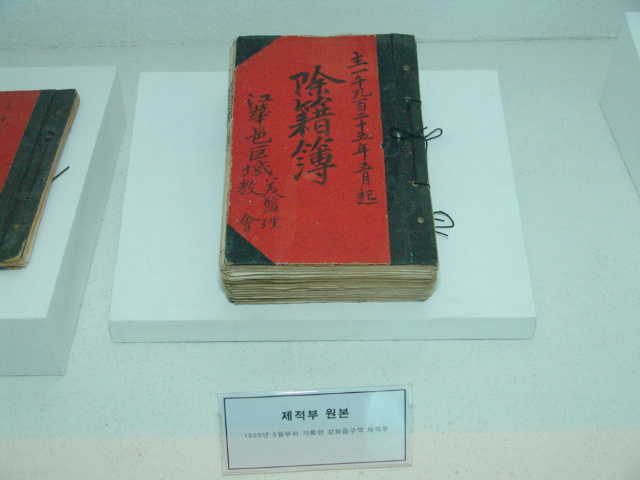 主一千九百二十五年五月起
除籍簿
江華邑区域
美監理
教會
제적부 원본
1925년 5월부터 기록된 강화읍구역 제적부